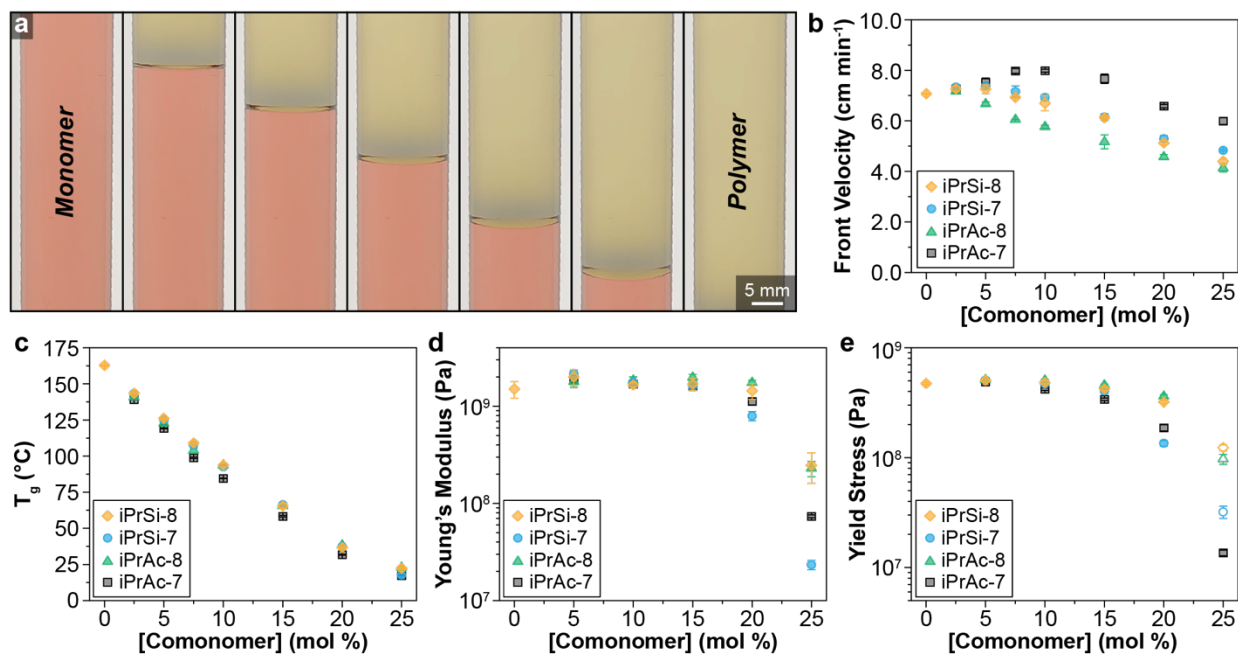 a
Monomer
Polymer
5 mm
b
Front Velocity (cm min⁻¹)
8.0
6.0
4.0
2.0
0.0
iPrSi-8
iPrSi-7
iPrAc-8
iPrAc-7
0 5 10 15 20 25
[Comonomer] (mol %)
c
Tg (°C)
175
150
125
100
75
50
25
0
iPrSi-8
iPrSi-7
iPrAc-8
iPrAc-7
0 5 10 15 20 25
[Comonomer] (mol %)
d
Young's Modulus (Pa)
10⁹
10⁸
10⁷
iPrSi-8
iPrSi-7
iPrAc-8
iPrAc-7
0 5 10 15 20 25
[Comonomer] (mol %)
e
Yield Stress (Pa)
10⁹
10⁸
10⁷
iPrSi-8
iPrSi-7
iPrAc-8
iPrAc-7
0 5 10 15 20 25
[Comonomer] (mol %)